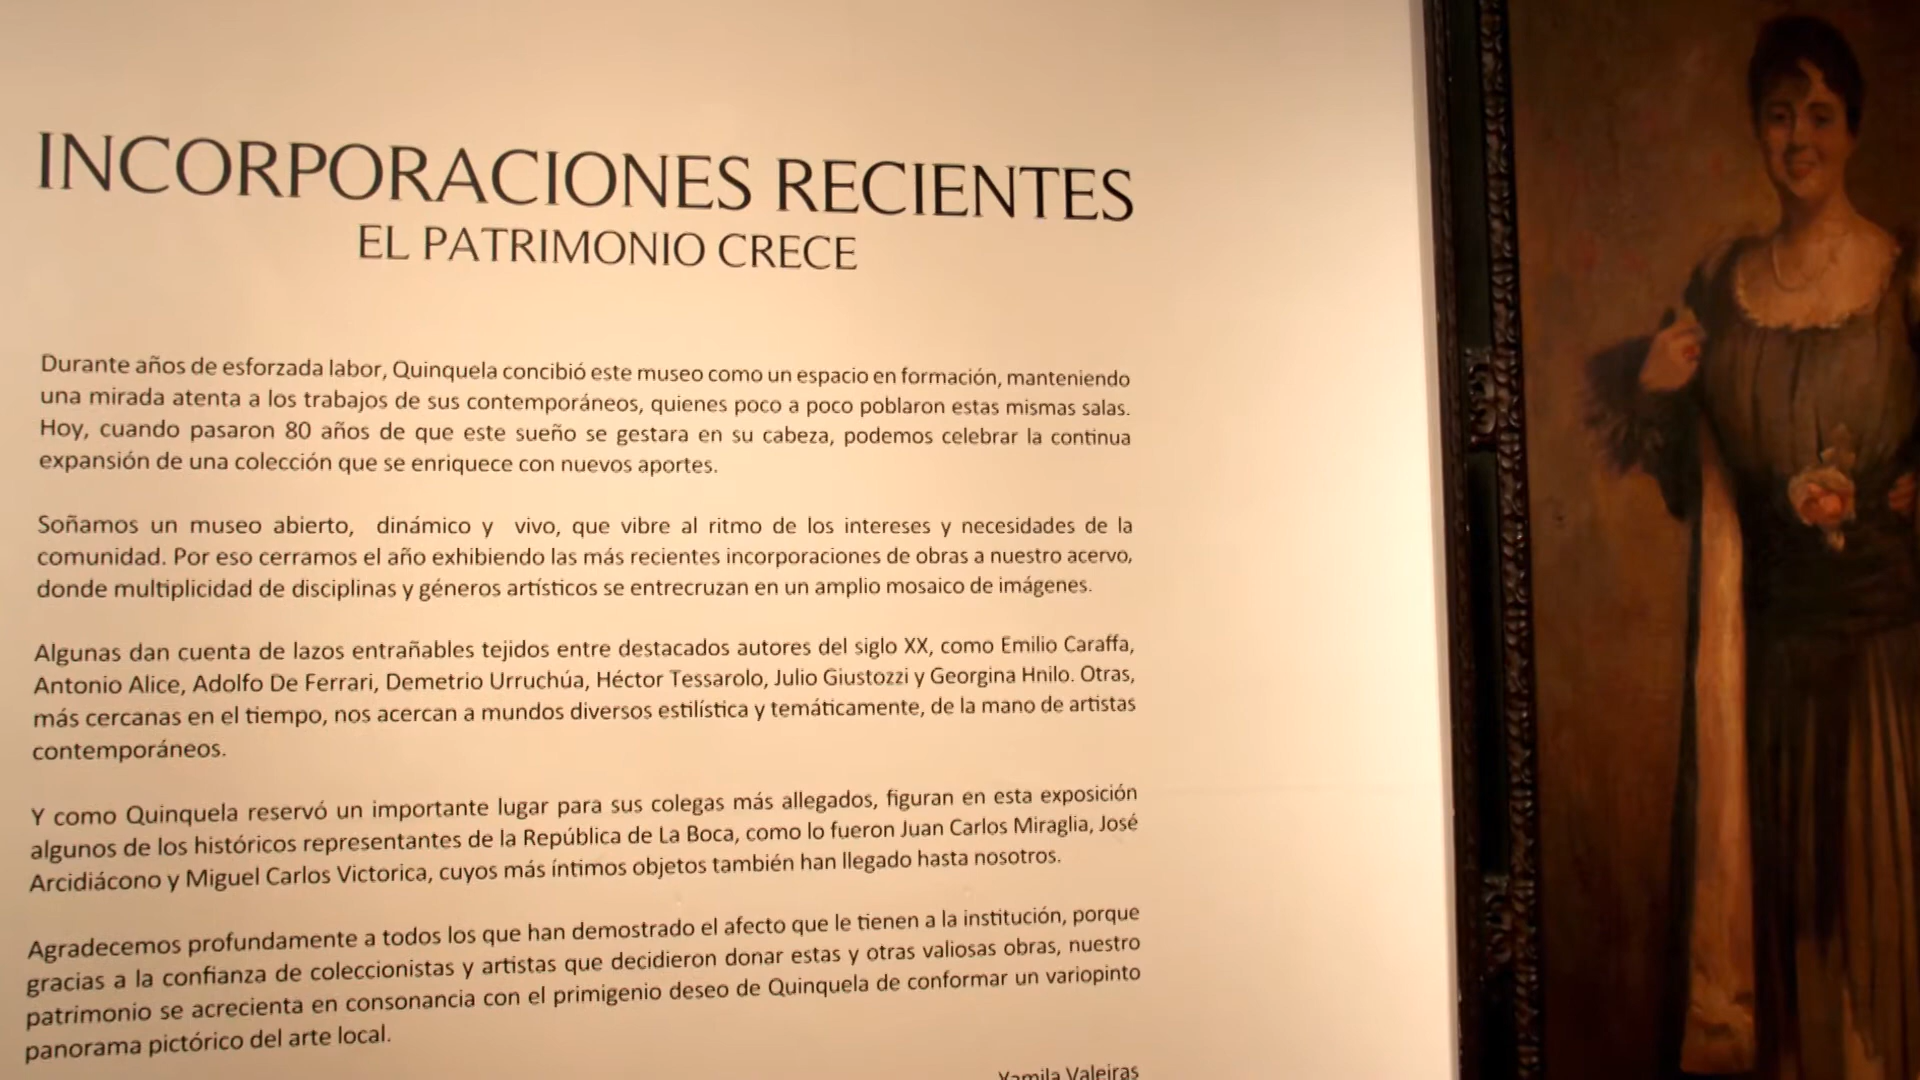 INCORPORACIONES RECIENTES
EL PATRIMONIO CRECE
Durante años de esforzada labor, Quinquela concibió este museo como un espacio en formación, manteniendo
una mirada atenta a los trabajos de sus contemporáneos, quienes poco a poco poblaron estas mismas salas.
Hoy, cuando pasaron 80 años de que este sueño se gestara en su cabeza, podemos celebrar la continua
expansión de una colección que se enriquece con nuevos aportes.
Soñamos un museo abierto, dinámico y vivo, que vibre al ritmo de los intereses y necesidades de la
comunidad. Por eso cerramos el año exhibiendo las más recientes incorporaciones de obras a nuestro acervo,
donde multiplicidad de disciplinas y géneros artísticos se entrecruzan en un amplio mosaico de imágenes.
Algunas dan cuenta de lazos entrañables tejidos entre destacados autores del siglo XX, como Emilio Caraffa,
Antonio Alice, Adolfo De Ferrari, Demetrio Urruchúa, Héctor Tessarolo, Julio Giustozzi y Georgina Hnilo. Otras,
más cercanas en el tiempo, nos acercan a mundos diversos estilística y temáticamente, de la mano de artistas
contemporáneos.
Y como Quinquela reservó un importante lugar para sus colegas más allegados, figuran en esta exposición
algunos de los históricos representantes de la República de La Boca, como lo fueron Juan Carlos Miraglia, José
Arcidiácono y Miguel Carlos Victorica, cuyos más íntimos objetos también han llegado hasta nosotros.
Agradecemos profundamente a todos los que han demostrado el afecto que le tienen a la institución, porque
gracias a la confianza de coleccionistas y artistas que decidieron donar estas y otras valiosas obras, nuestro
patrimonio se acrecienta en consonancia con el primigenio deseo de Quinquela de conformar un variopinto
panorama pictórico del arte local.
Yamila Valeiras